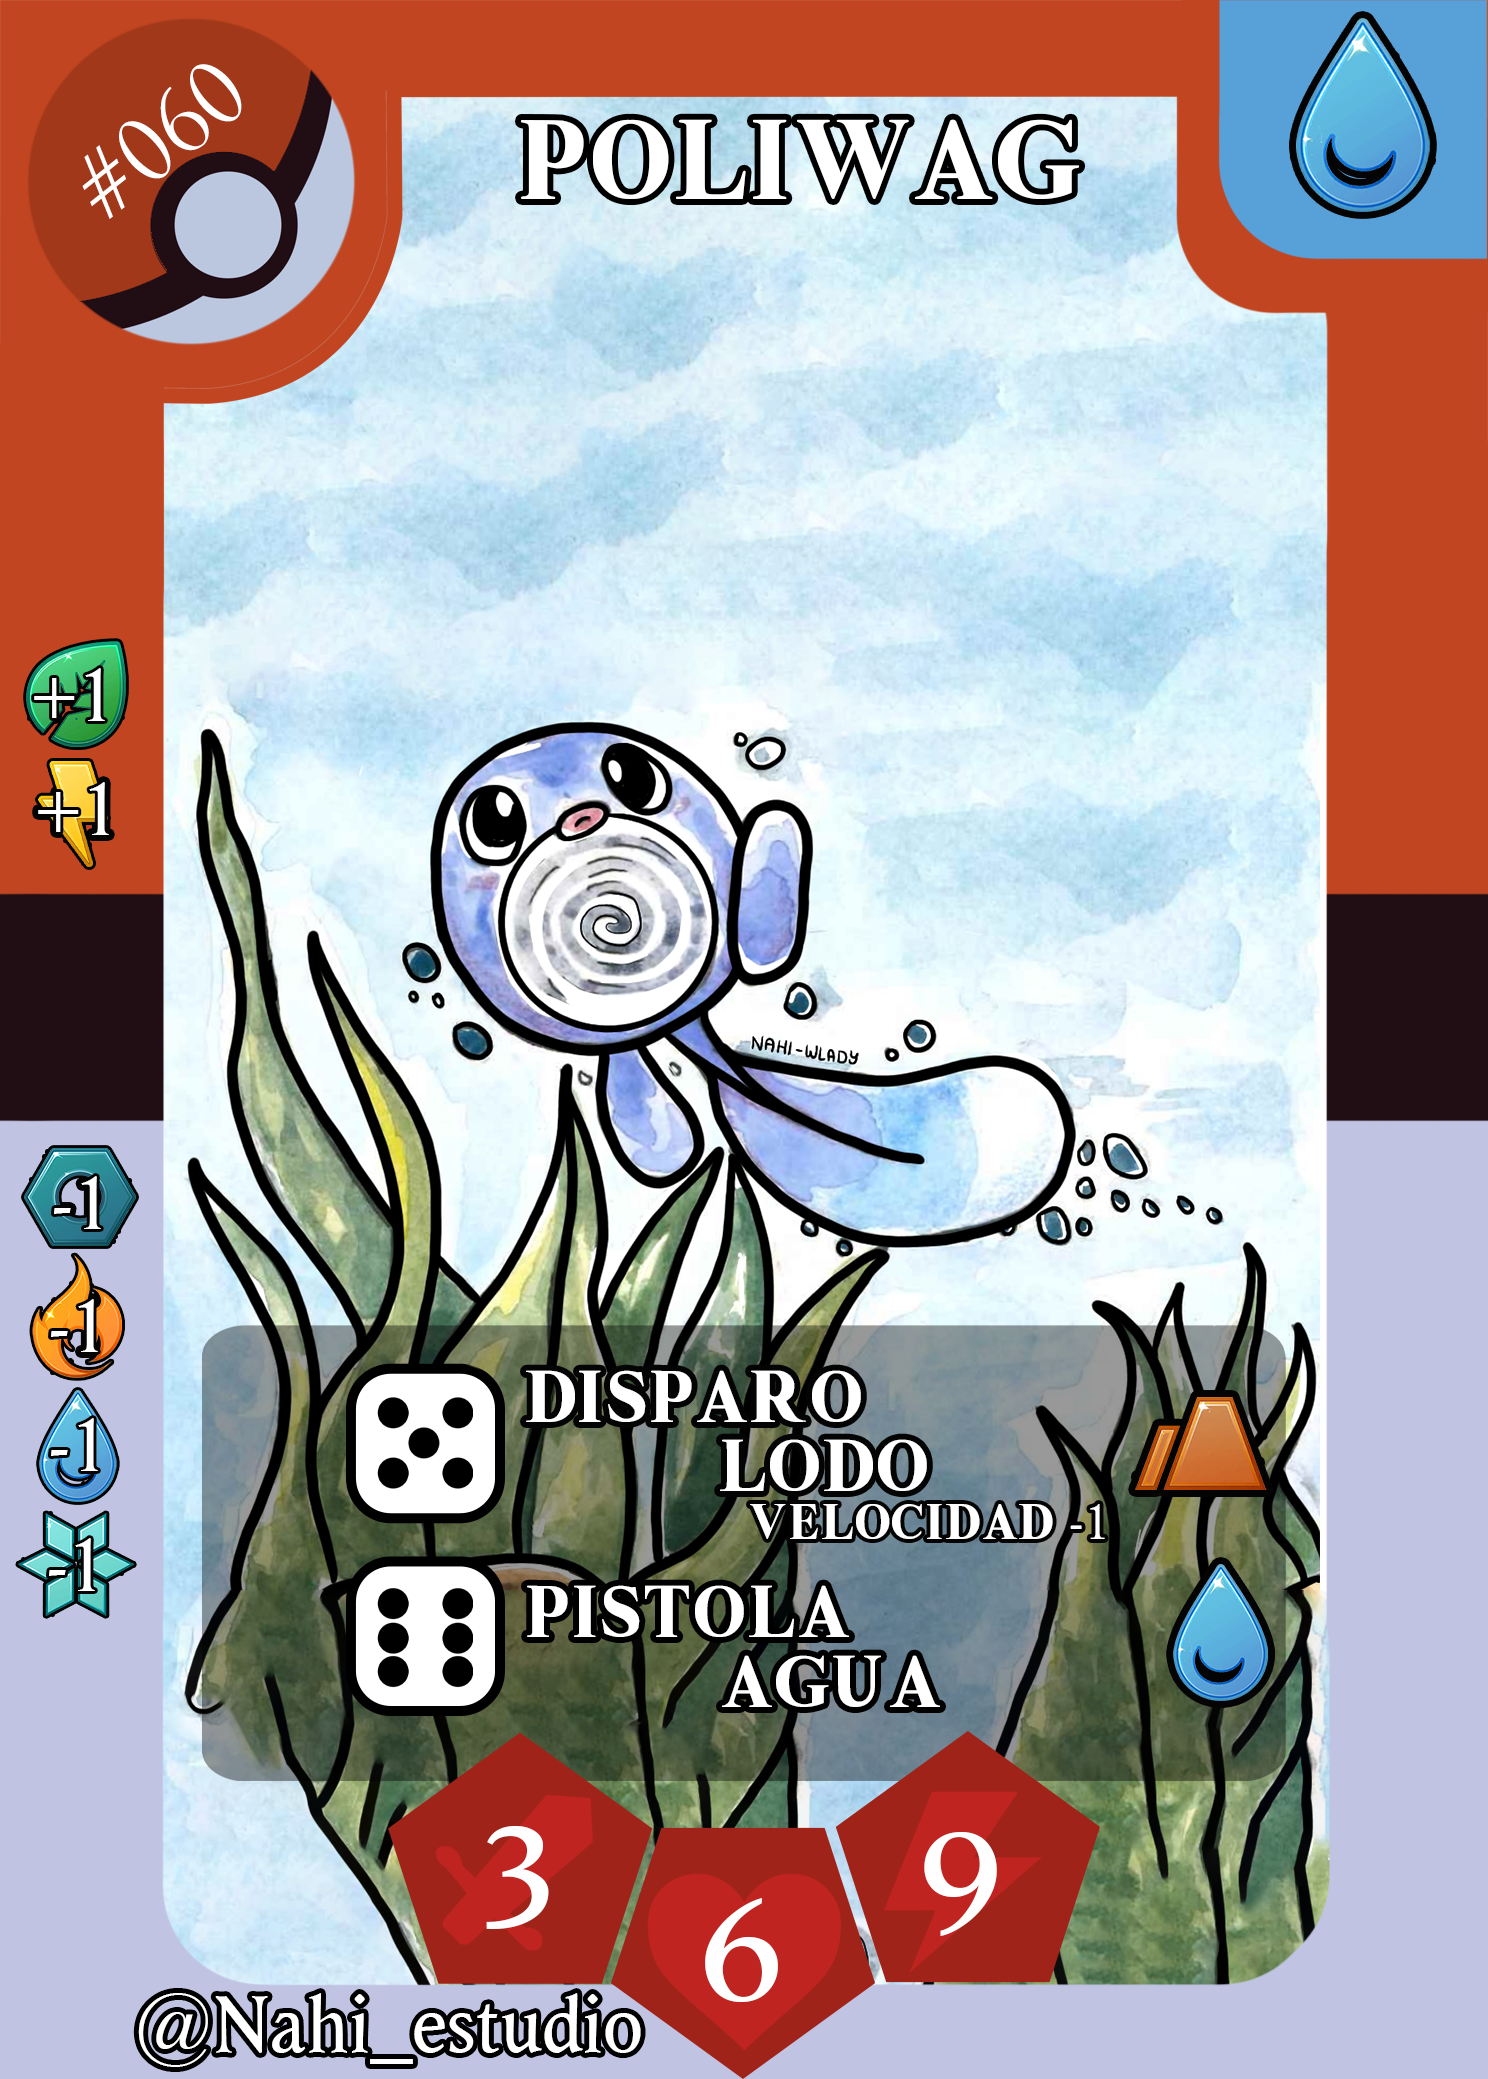 #060
POLIWAG
+1
+1
NAHI-WLADY
-1
-1
-1
-1
DISPARO
LODO
VELOCIDAD -1
PISTOLA
AGUA
3
6
9
@Nahi_estudio